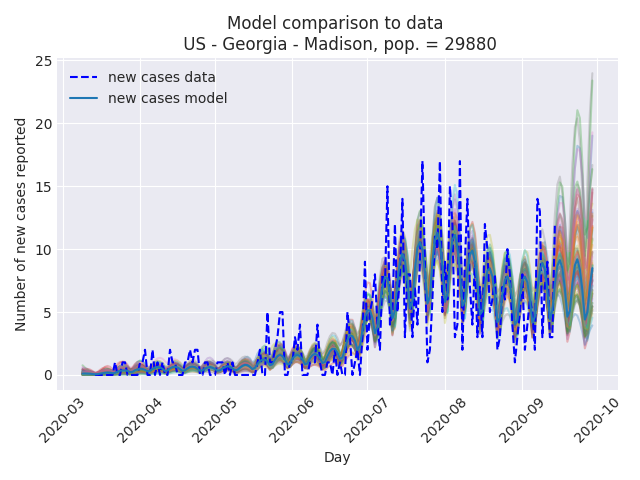 Model comparison to data
US - Georgia - Madison, pop. = 29880
25
20
15
10
5
0
Number of new cases reported
new cases data
new cases model
2020-03
2020-04
2020-05
2020-06
2020-07
2020-08
2020-09
2020-10
Day